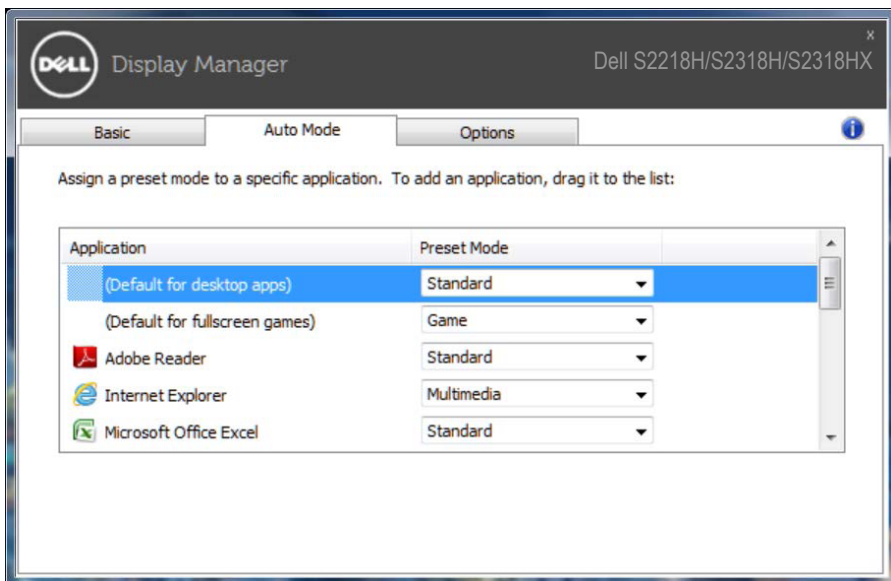 x
DELL Display Manager Dell S2218H/S2318H/S2318HX
Basic Auto Mode Options
Assign a preset mode to a specific application. To add an application, drag it to the list:
Application Preset Mode
(Default for desktop apps) Standard
(Default for fullscreen games) Game
Adobe Reader Standard
Internet Explorer Multimedia
Microsoft Office Excel Standard